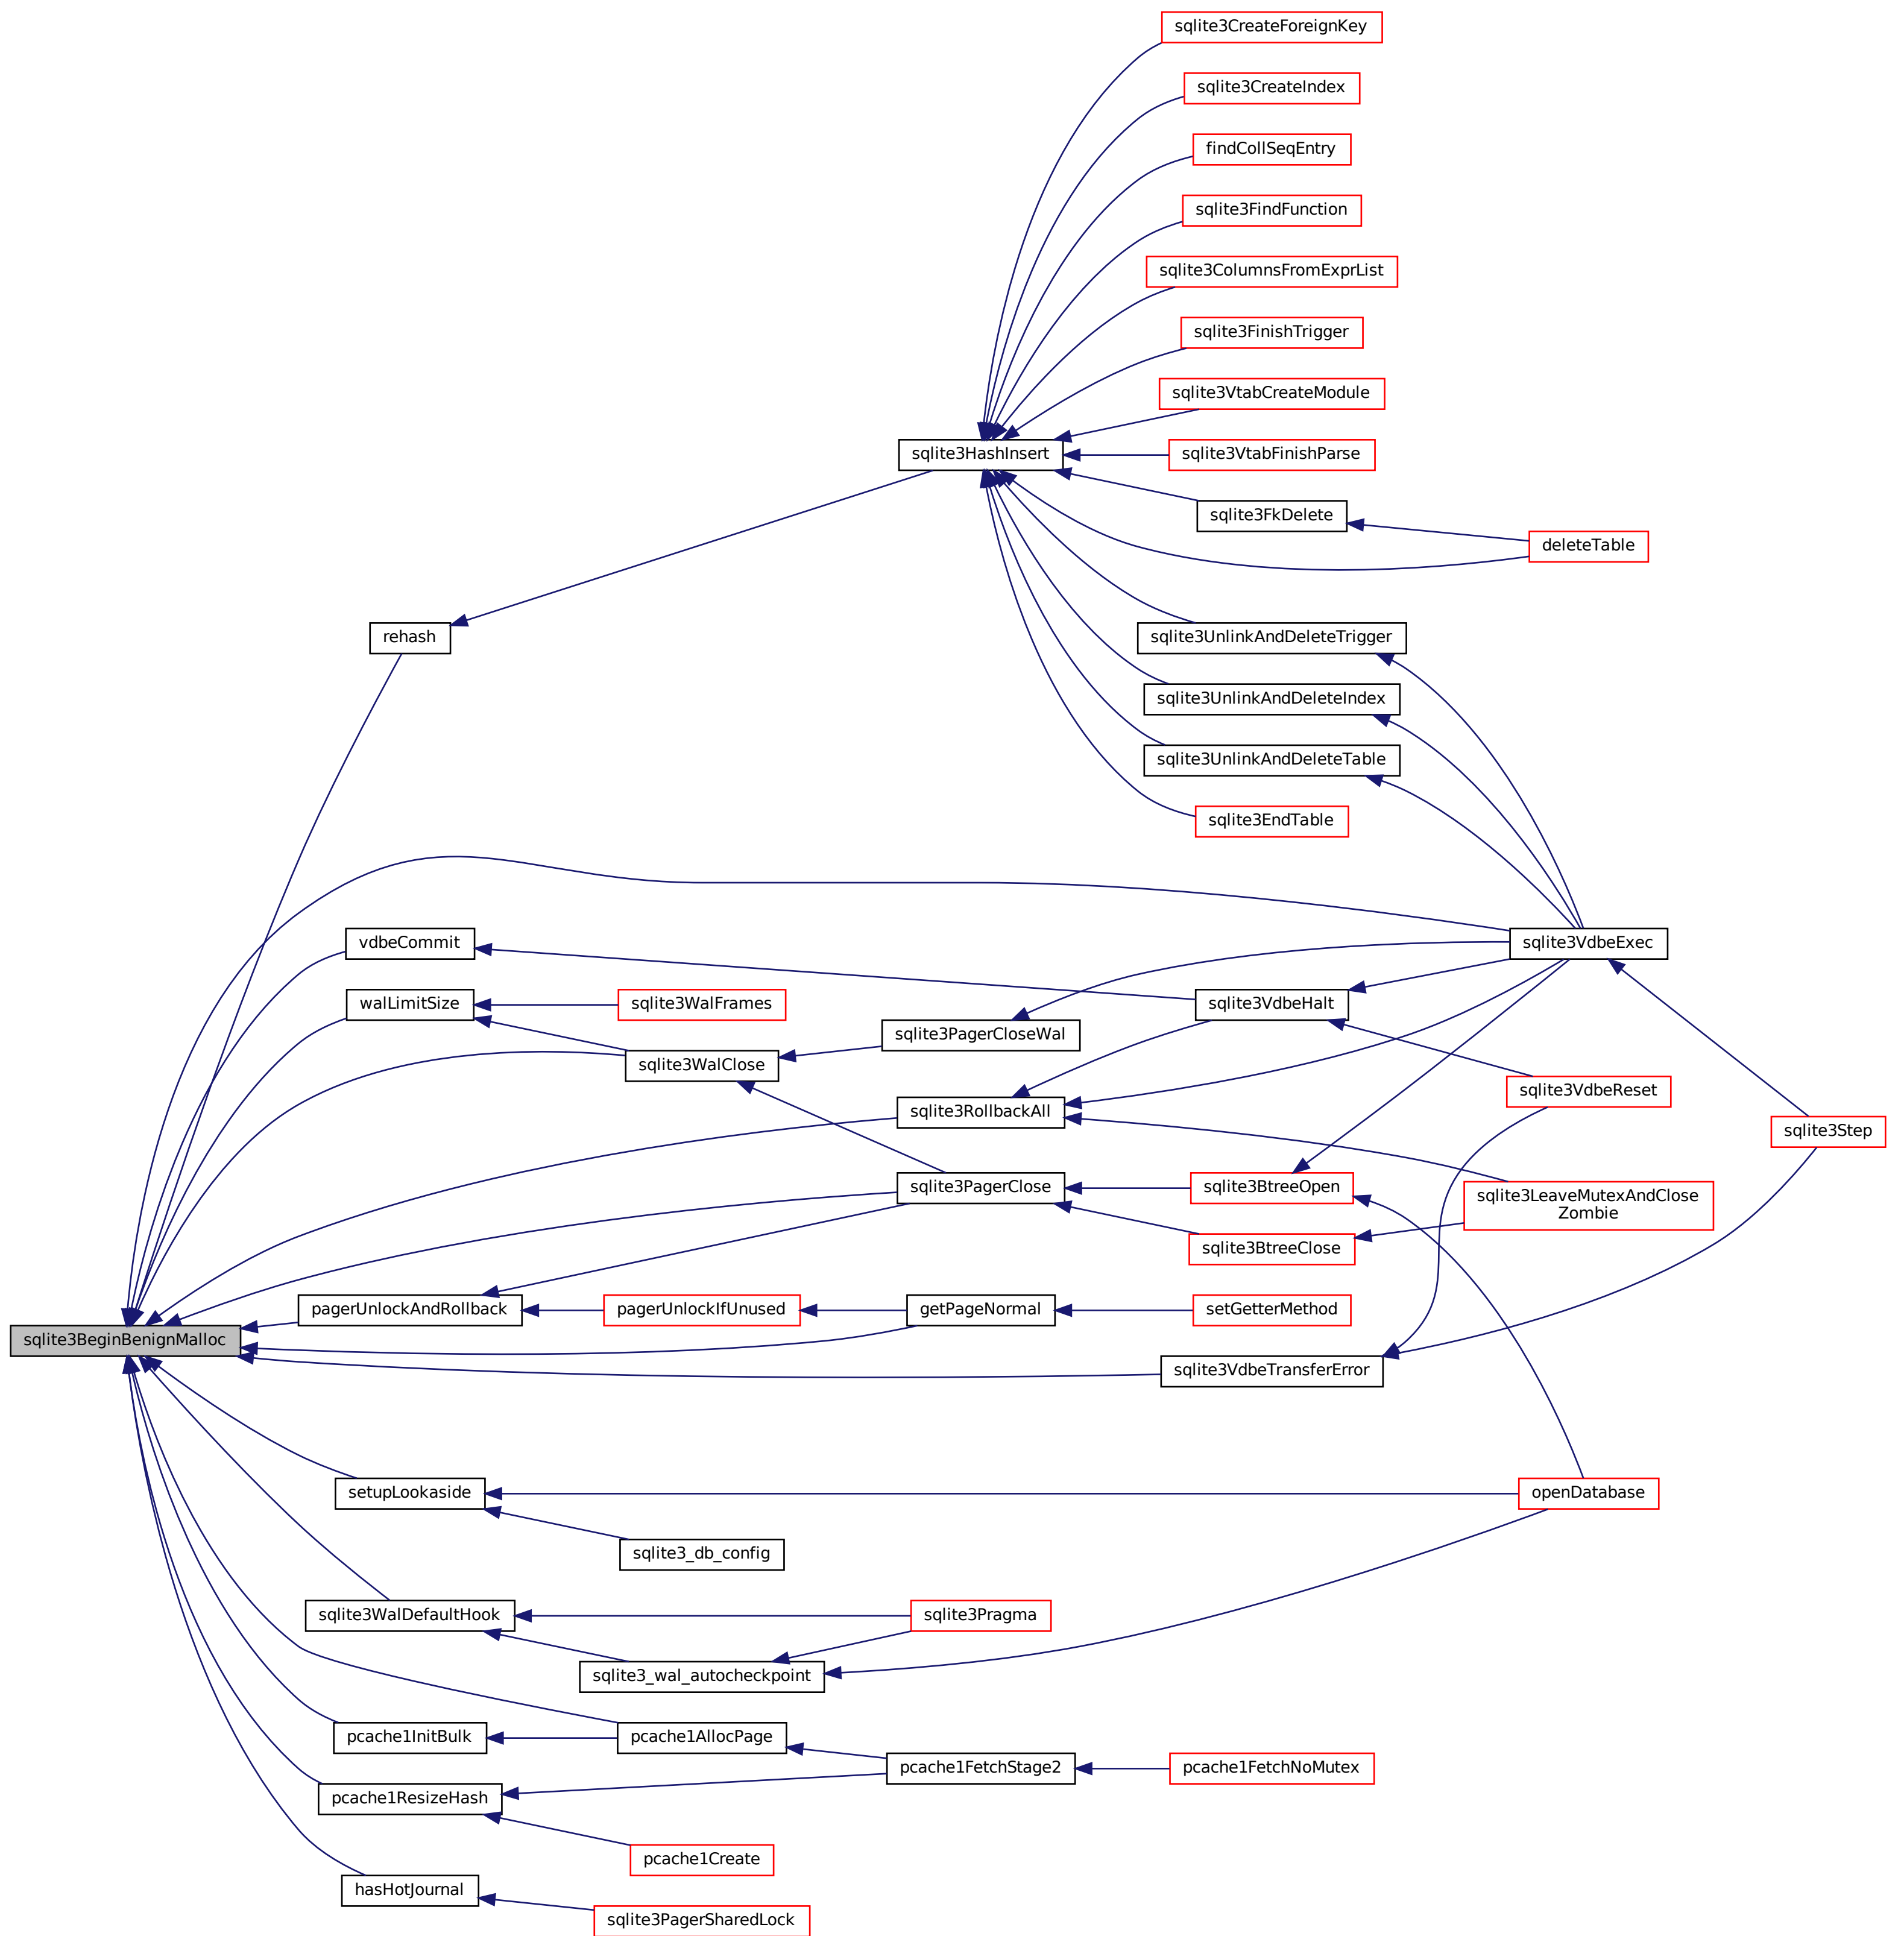 sqlite3CreateForeignKey
sqlite3CreateIndex
findCollSeqEntry
sqlite3FindFunction
sqlite3ColumnsFromExprList
sqlite3FinishTrigger
sqlite3VtabCreateModule
sqlite3HashInsert
sqlite3VtabFinishParse
sqlite3FkDelete
deleteTable
rehash
sqlite3UnlinkAndDeleteTrigger
sqlite3UnlinkAndDeleteIndex
sqlite3UnlinkAndDeleteTable
sqlite3EndTable
vdbeCommit
sqlite3VdbeExec
walLimitSize
sqlite3WalFrames
sqlite3VdbeHalt
sqlite3PagerCloseWal
sqlite3WalClose
sqlite3VdbeReset
sqlite3RollbackAll
sqlite3Step
sqlite3PagerClose
sqlite3BtreeOpen
sqlite3LeaveMutexAndClose
Zombie
sqlite3BtreeClose
pagerUnlockAndRollback
pagerUnlockIfUnused
getPageNormal
setGetterMethod
sqlite3BeginBenignMalloc
sqlite3VdbeTransferError
setupLookaside
openDatabase
sqlite3_db_config
sqlite3WalDefaultHook
sqlite3Pragma
sqlite3_wal_autocheckpoint
pcache1InitBulk
pcache1AllocPage
pcache1FetchStage2
pcache1FetchNoMutex
pcache1ResizeHash
pcache1Create
hasHotJournal
sqlite3PagerSharedLock